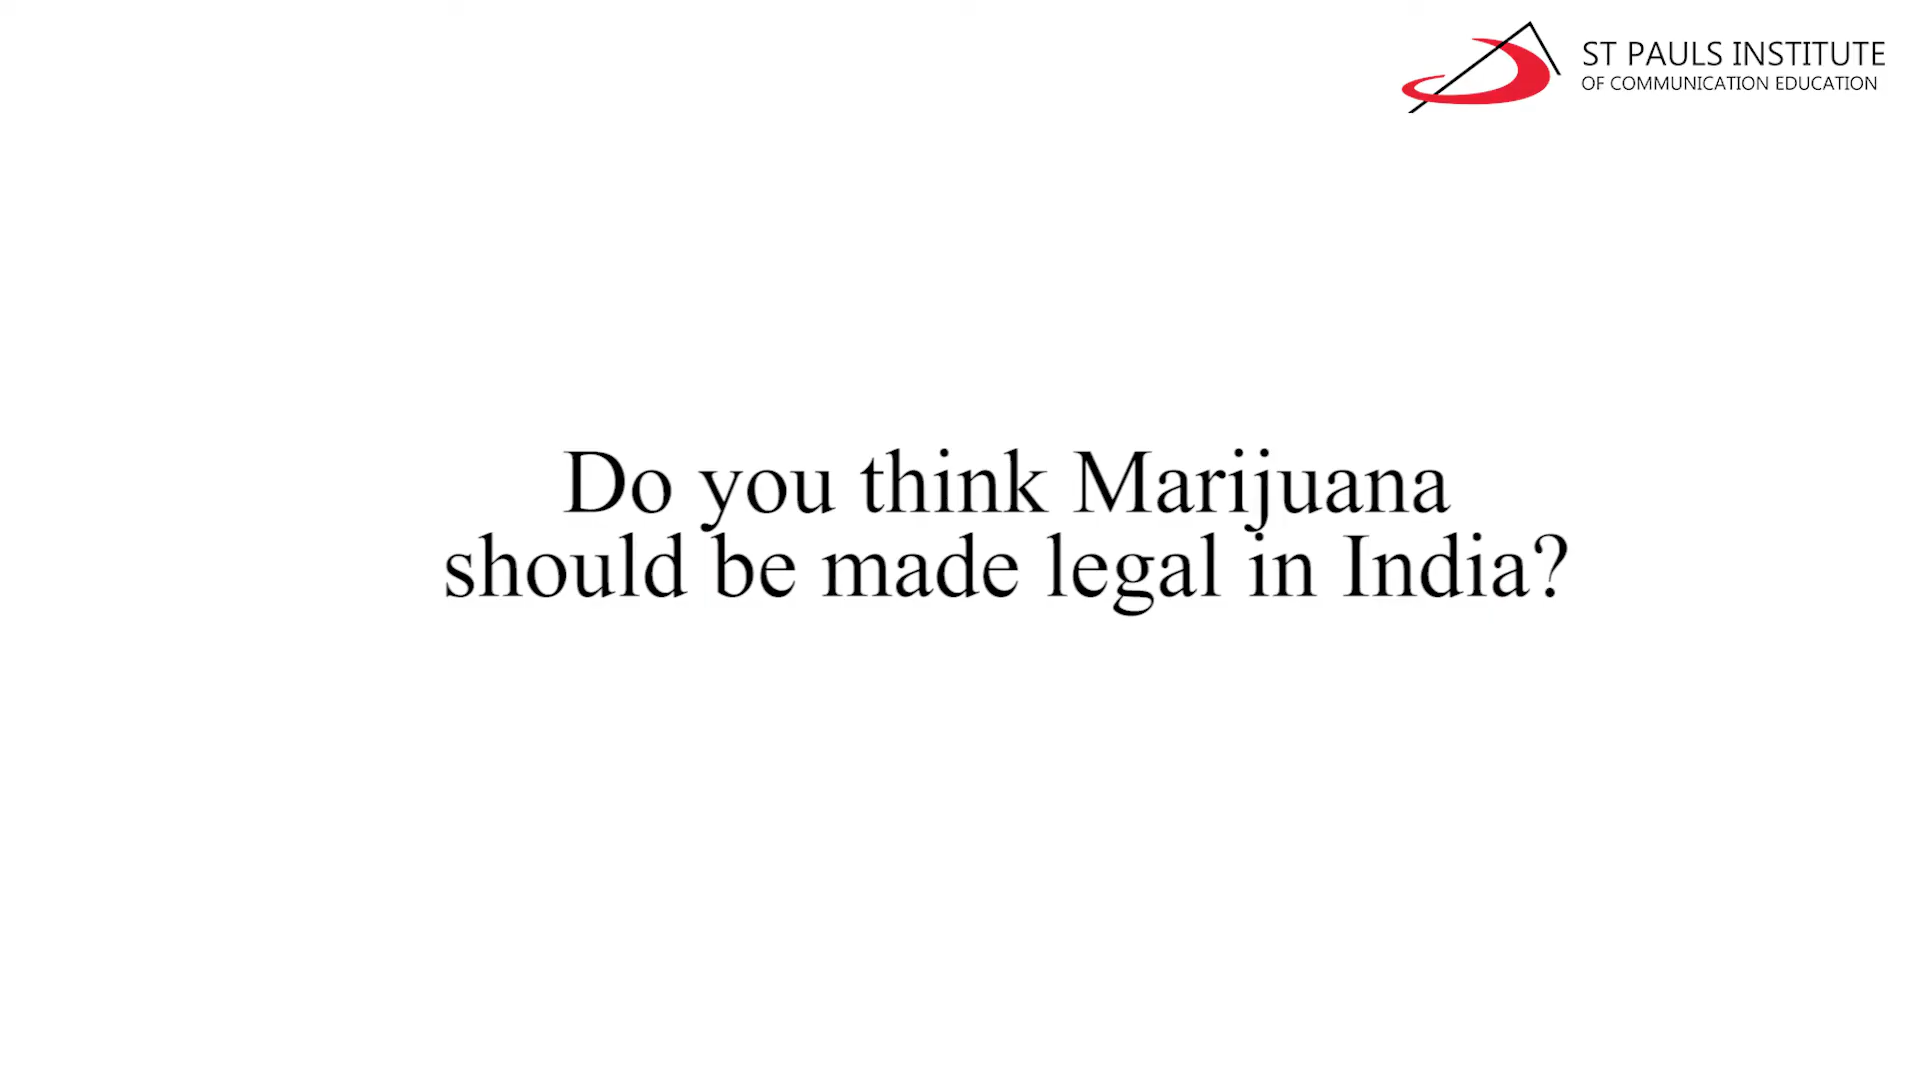 ST PAULS INSTITUTE
OF COMMUNICATION EDUCATION
Do you think Marijuana
should be made legal in India?